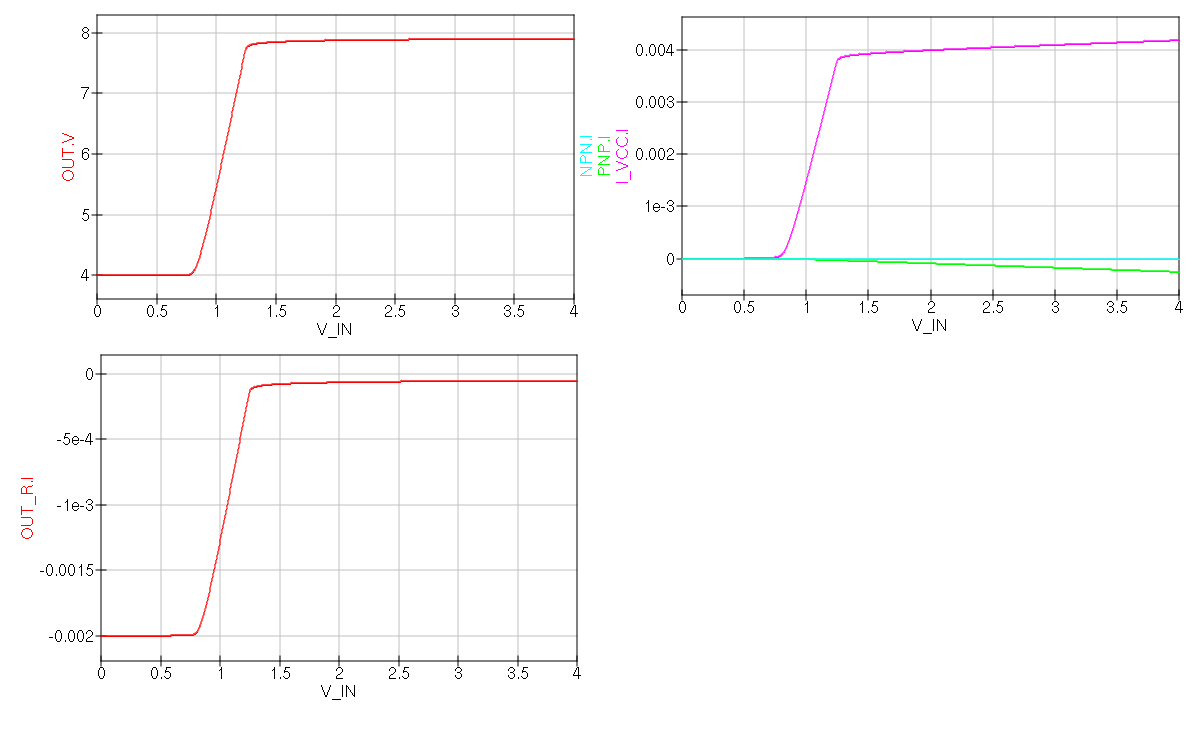 OUT.V
8
7
6
5
4
0 0.5 1 1.5 2 2.5 3 3.5 4
V_IN
NPN.I
PNP.I
I_VCC.I
0.004
0.003
0.002
1e-3
0
0 0.5 1 1.5 2 2.5 3 3.5 4
V_IN
OUT_R.I
0
-5e-4
-1e-3
-0.0015
-0.002
0 0.5 1 1.5 2 2.5 3 3.5 4
V_IN